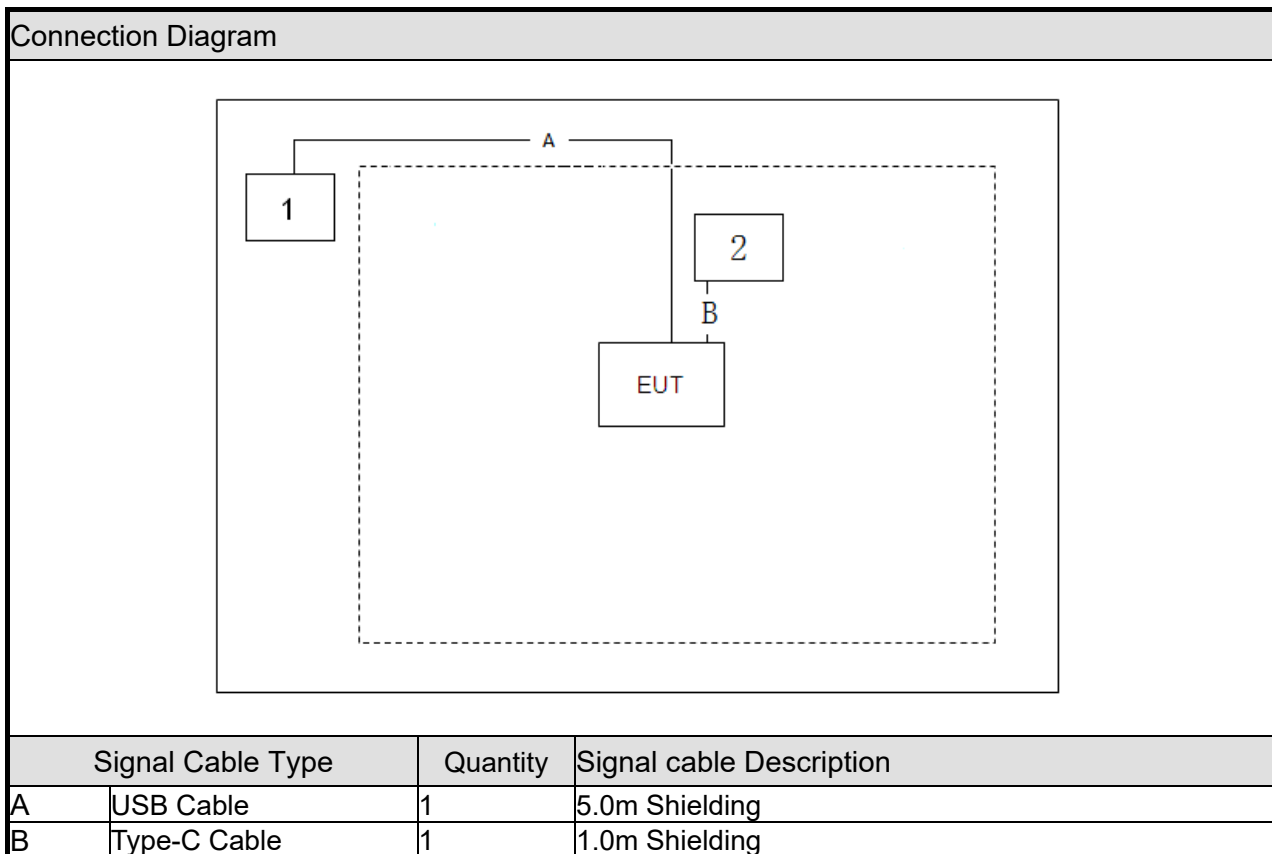 Connection Diagram
A
1
2
B
EUT
Signal Cable Type Quantity Signal cable Description
A USB Cable 1 5.0m Shielding
B Type-C Cable 1 1.0m Shielding